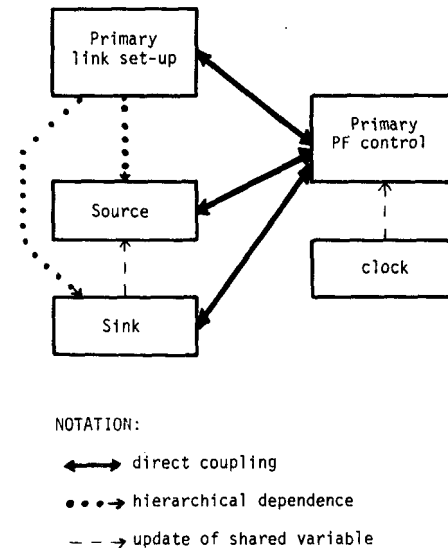 Primary
link set-up
Primary
PF control
Source
clock
Sink
NOTATION:
direct coupling
hierarchical dependence
update of shared variable